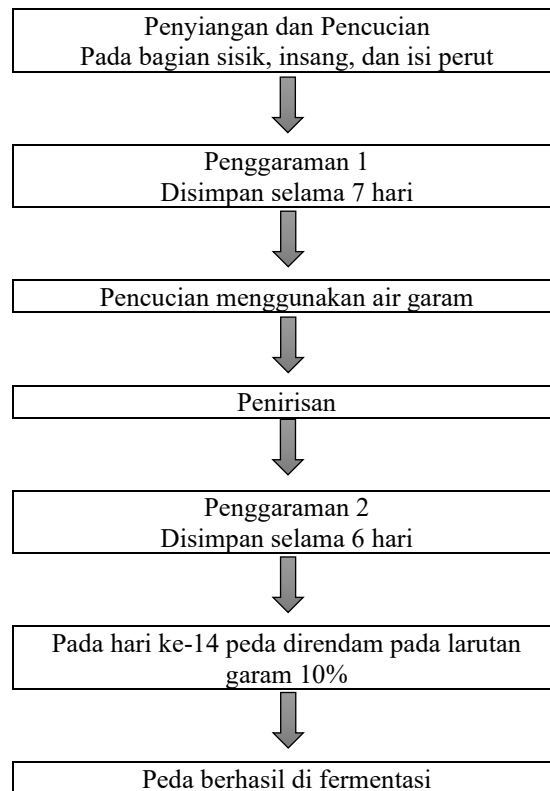 Penyiangan dan Pencucian
Pada bagian sisik, insang, dan isi perut
Penggaraman 1
Disimpan selama 7 hari
Pencucian menggunakan air garam
Penirisan
Penggaraman 2
Disimpan selama 6 hari
Pada hari ke-14 peda direndam pada larutan
garam 10%
Peda berhasil di fermentasi